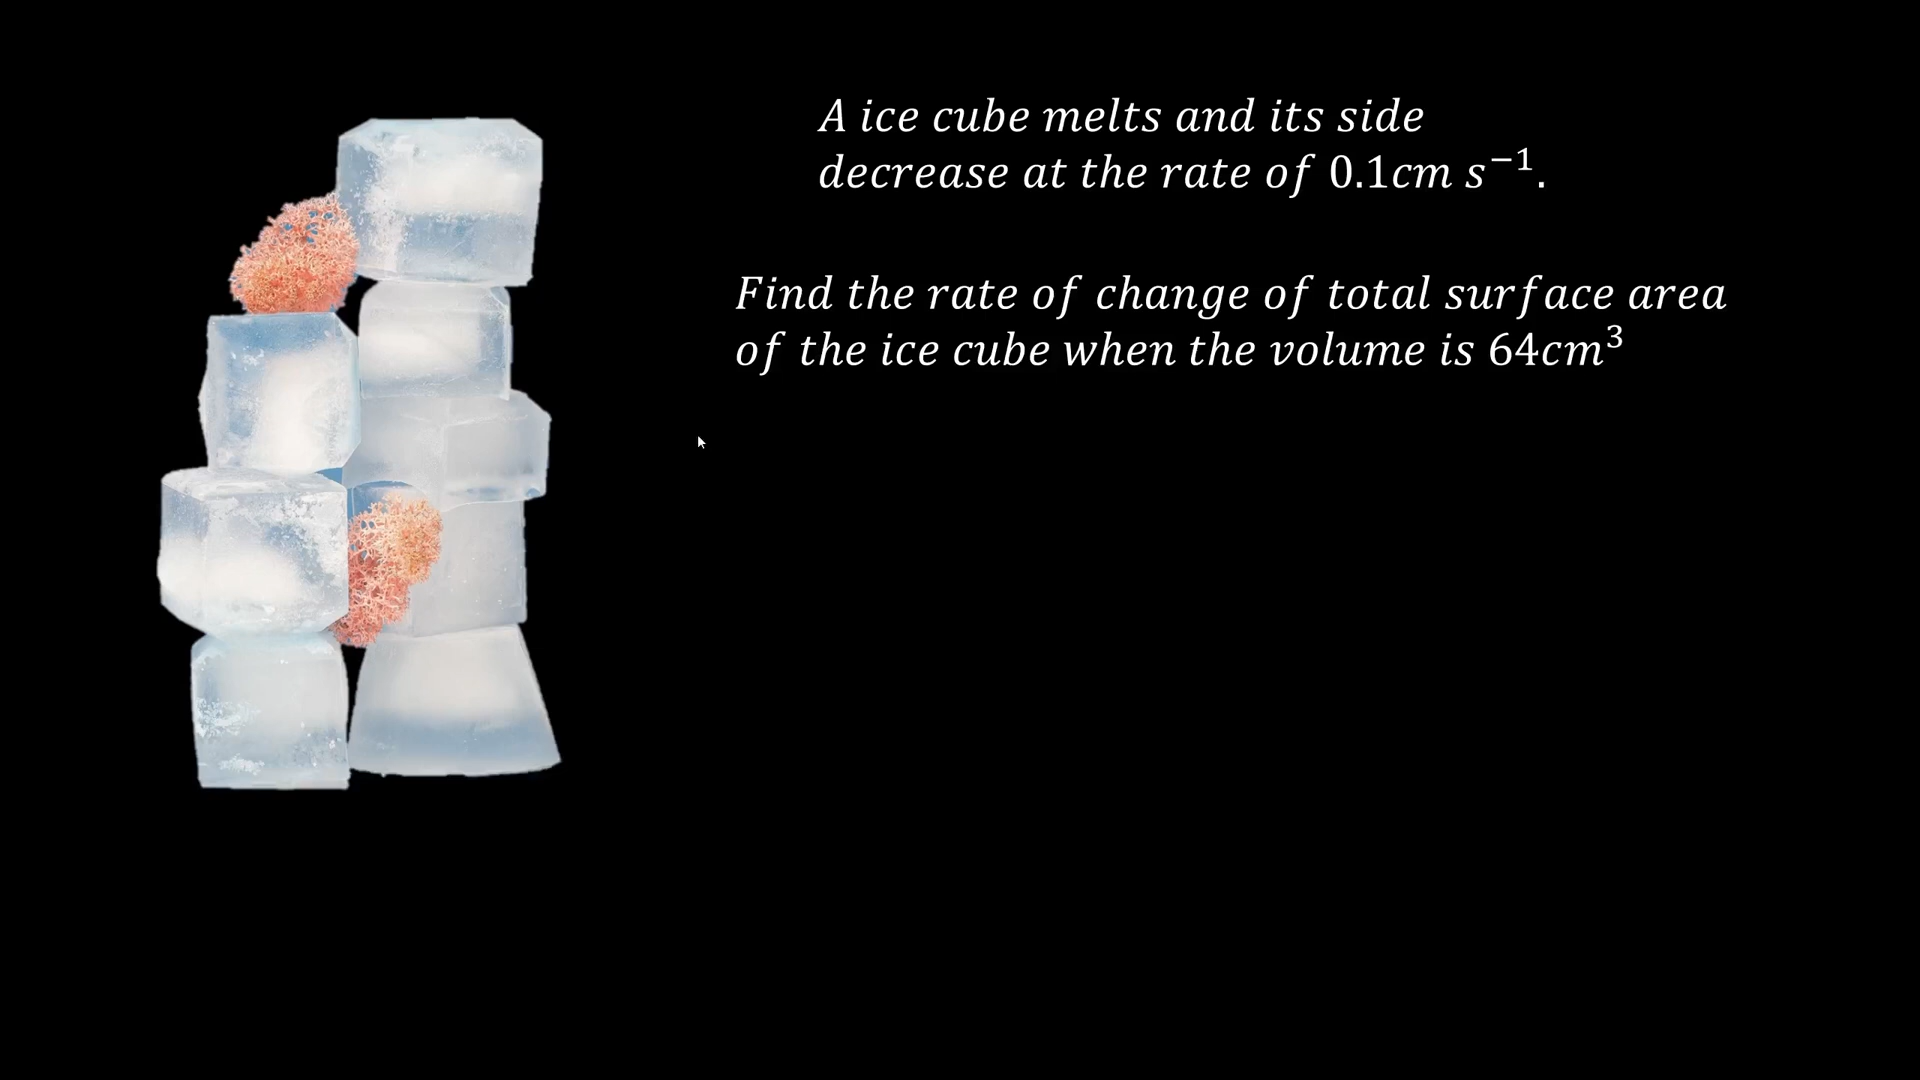 A ice cube melts and its side
decrease at the rate of 0.1cm s⁻¹.
Find the rate of change of total surface area
of the ice cube when the volume is 64cm³